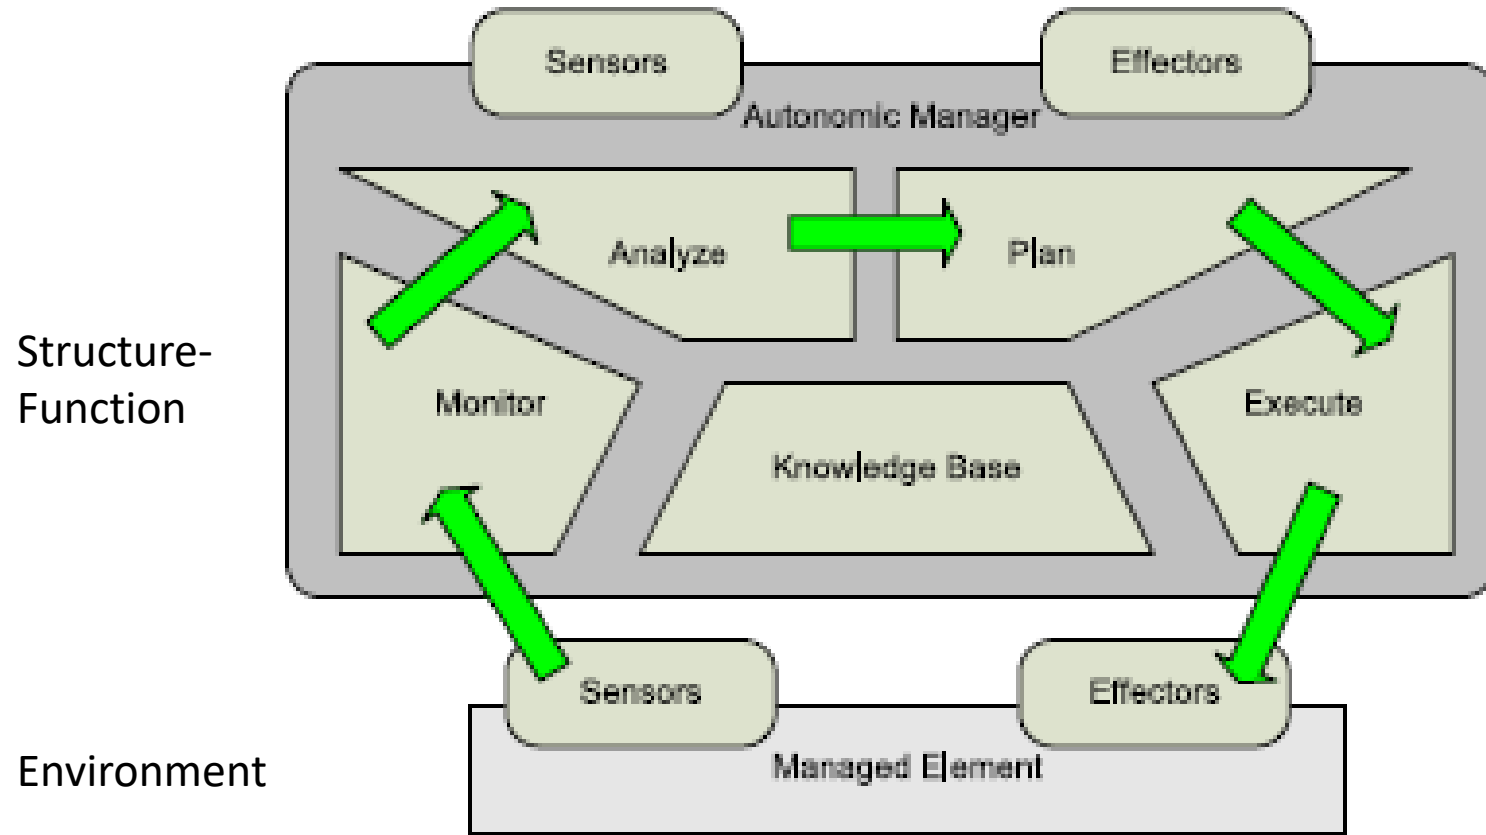 Sensors
Effectors
Autonomic Manager
Analyze
Plan
Structure-
Function
Monitor
Execute
Knowledge Base
Sensors
Effectors
Environment
Managed Element